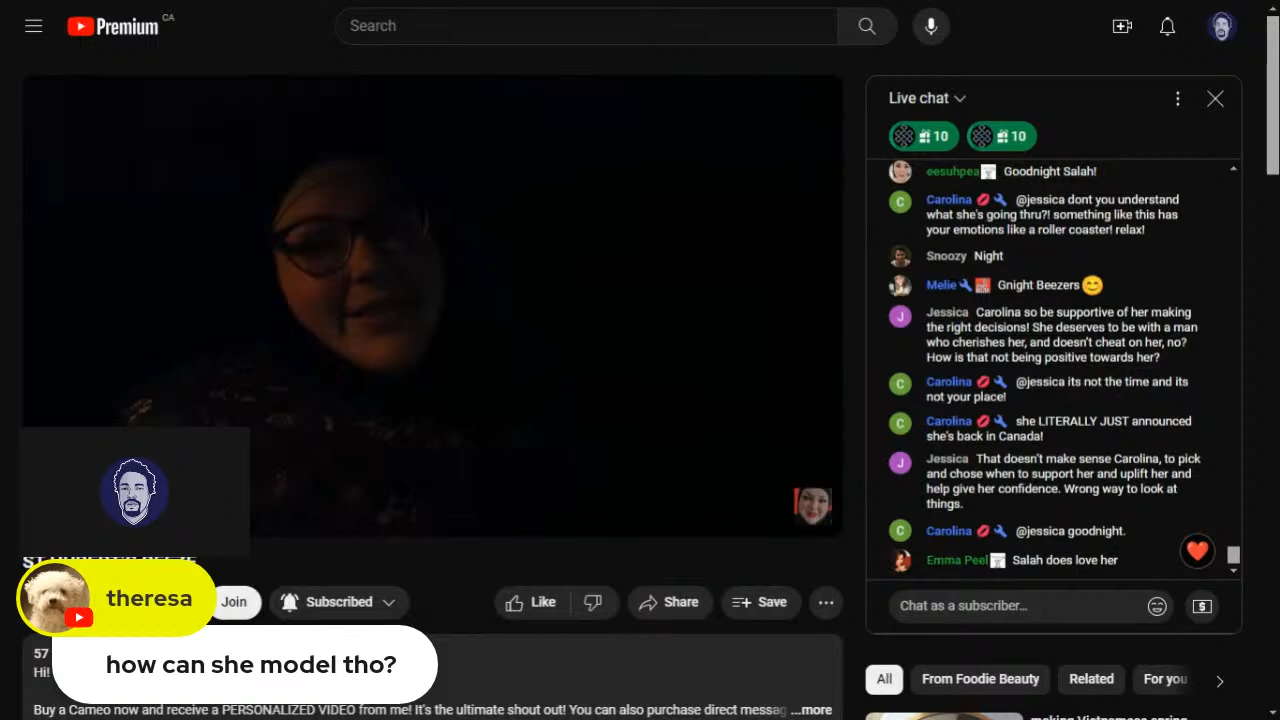 Premium CA
Search
Live chat
10
10
eesuhpea Goodnight Salah!
Carolina @jessica dont you understand
what she's going thru?! something like this has
your emotions like a roller coaster! relax!
Snoozy Night
Melie Gnight Beezers
J
Jessica Carolina so be supportive of her making
the right decisions! She deserves to be with a man
who cherishes her, and doesn't cheat on her, no?
How is that not being positive towards her?
C
Carolina @jessica its not the time and its
not your place!
C
Carolina she LITERALLY JUST announced
she's back in Canada!
J
Jessica That doesn't make sense Carolina, to pick
and chose when to support her and uplift her and
help give her confidence. Wrong way to look at
things.
C
Carolina @jessica goodnight.
Emma Peel Salah does love her
Chat as a subscriber...
theresa
how can she model tho?
Join
Subscribed
Like
Share
Save
57
Hi!
Buy a Cameo now and receive a PERSONALIZED VIDEO from me! It's the ultimate shout out! You can also purchase direct messag ...more
All
From Foodie Beauty
Related
For you
making Vietnamese spring